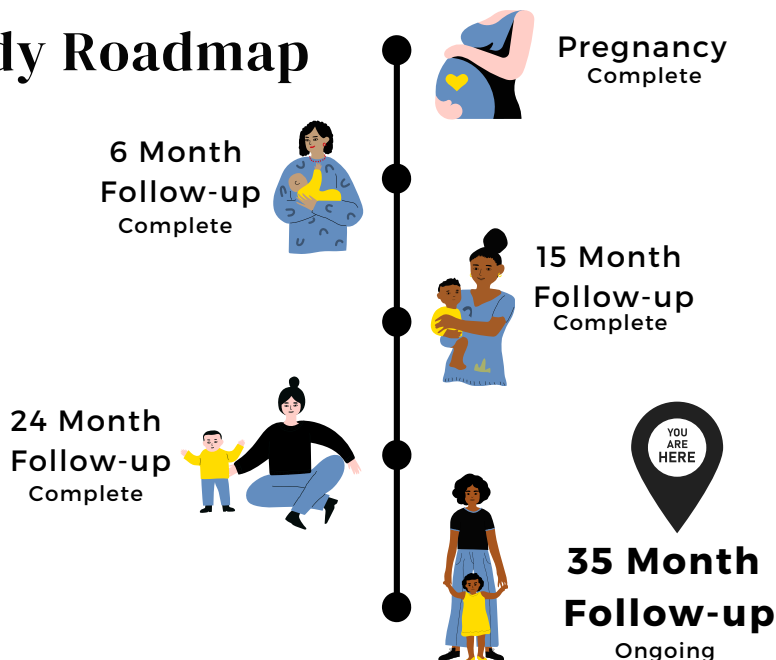 dy Roadmap
Pregnancy
Complete
6 Month
Follow-up
Complete
15 Month
Follow-up
Complete
24 Month
Follow-up
Complete
YOU
ARE
HERE
35 Month
Follow-up
Ongoing